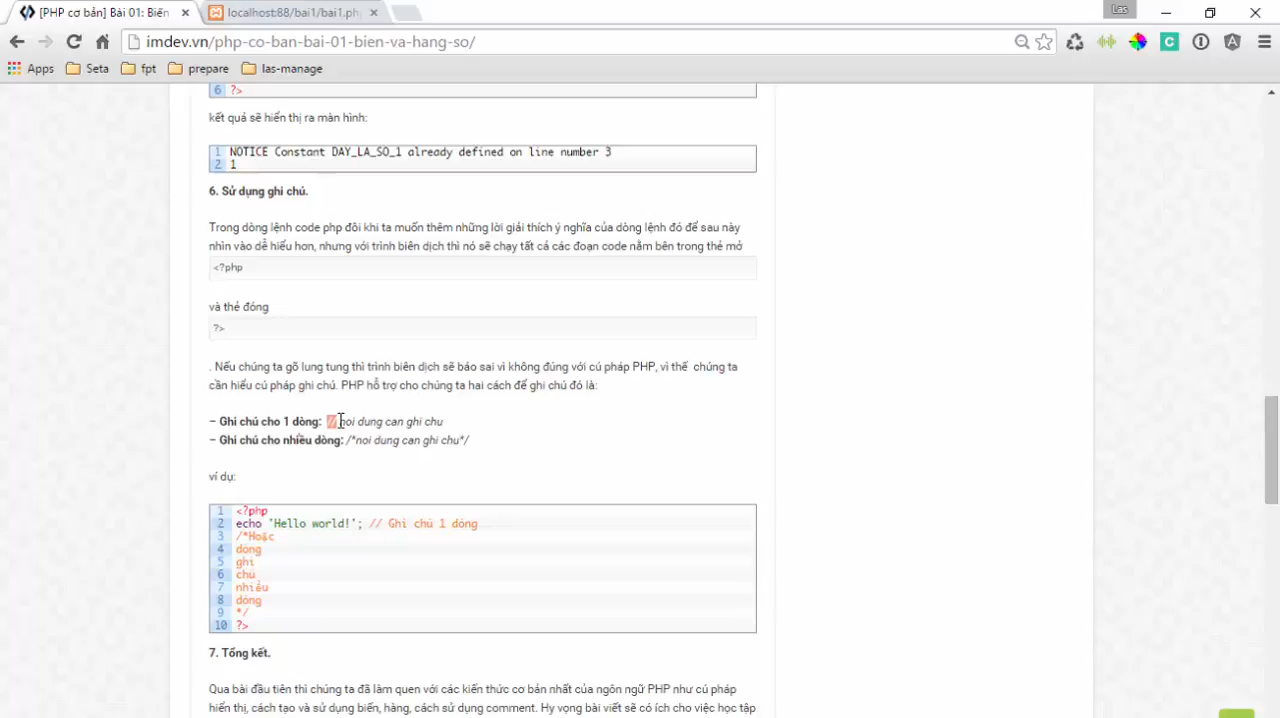 [PHP cơ bản] Bài 01: Biến
localhost:88/bai1/bai1.php
Las
imdev.vn/php-co-ban-bai-01-bien-va-hang-so/
Apps Seta fpt prepare las-manage
6 ?>
kết quả sẽ hiển thị ra màn hình:
1 NOTICE Constant DAY_LA_SO_1 already defined on line number 3
2 1
6. Sử dụng ghi chú.
Trong dòng lệnh code php đôi khi ta muốn thêm những lời giải thích ý nghĩa của dòng lệnh đó để sau này
nhìn vào dễ hiểu hơn, nhưng với trình biên dịch thì nó sẽ chạy tất cả các đoạn code nằm bên trong thẻ mở
<?php
và thẻ đóng
?>
. Nếu chúng ta gõ lung tung thì trình biên dịch sẽ báo sai vì không đúng với cú pháp PHP, vì thế chúng ta
cần hiểu cú pháp ghi chú. PHP hỗ trợ cho chúng ta hai cách để ghi chú đó là:
– Ghi chú cho 1 dòng: // noi dung can ghi chu
– Ghi chú cho nhiều dòng: /*noi dung can ghi chu*/
ví dụ:
1 <?php
2 echo 'Hello world!'; // Ghi chú 1 dòng
3 /*Hoặc
4 dòng
5 ghi
6 chú
7 nhiều
8 dòng
9 */
10 ?>
7. Tổng kết.
Qua bài đầu tiên thì chúng ta đã làm quen với các kiến thức cơ bản nhất của ngôn ngữ PHP như cú pháp
hiển thị, cách tạo và sử dụng biến, hàng, cách sử dụng comment. Hy vọng bài viết sẽ có ích cho việc học tập